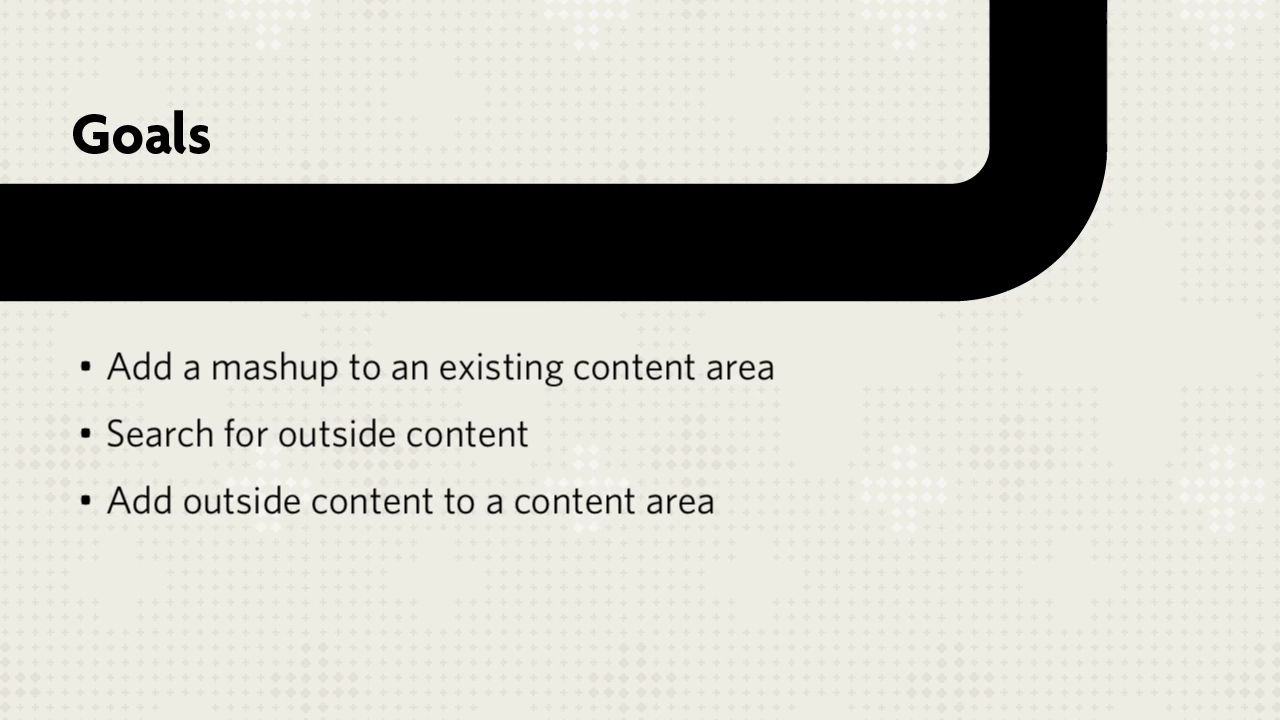 Goals
• Add a mashup to an existing content area
• Search for outside content
• Add outside content to a content area